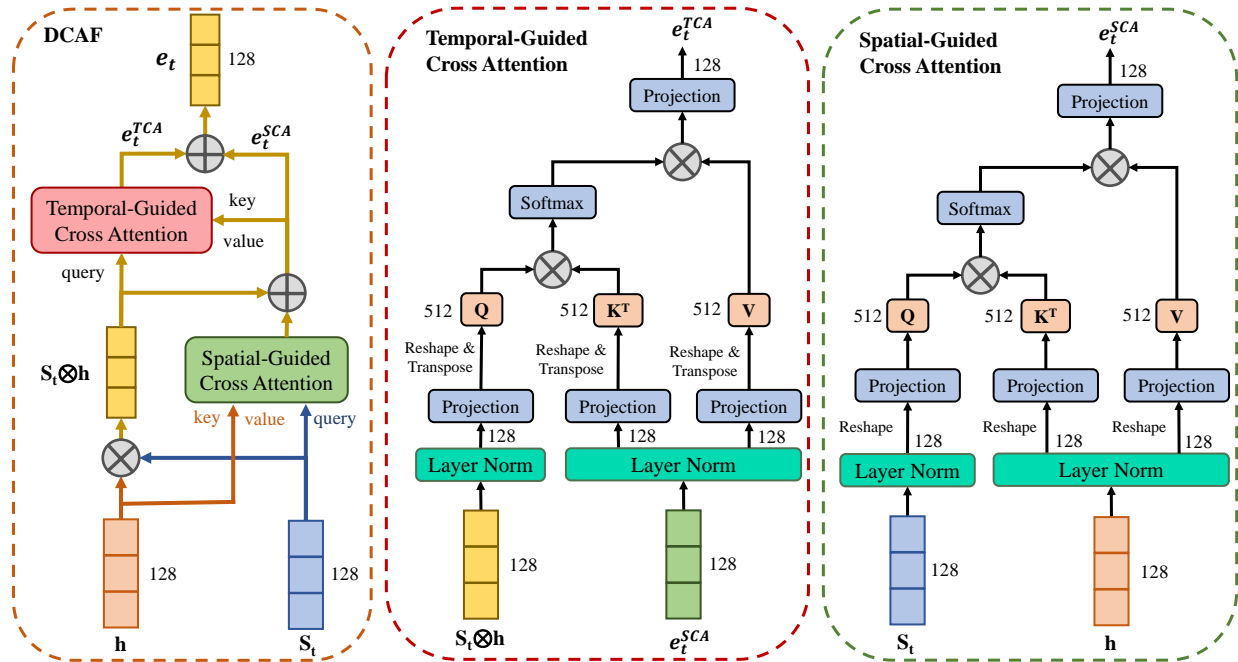 DCAF
e_t
128
e_t^{TCA}
e_t^{SCA}
Temporal-Guided
Cross Attention
key
value
query
S_t⊗h
Spatial-Guided
Cross Attention
key
value
query
128
128
h
S_t
Temporal-Guided
Cross Attention
e_t^{TCA}
128
Projection
Softmax
512
Q
512
K^T
512
V
Reshape &
Transpose
Reshape &
Transpose
Reshape &
Transpose
Projection
Projection
Projection
128
128
128
Layer Norm
Layer Norm
128
128
S_t⊗h
e_t^{SCA}
Spatial-Guided
Cross Attention
e_t^{SCA}
128
Projection
Softmax
512
Q
512
K^T
512
V
Projection
Projection
Projection
Reshape
128
Reshape
128
Reshape
128
Layer Norm
Layer Norm
128
128
S_t
h